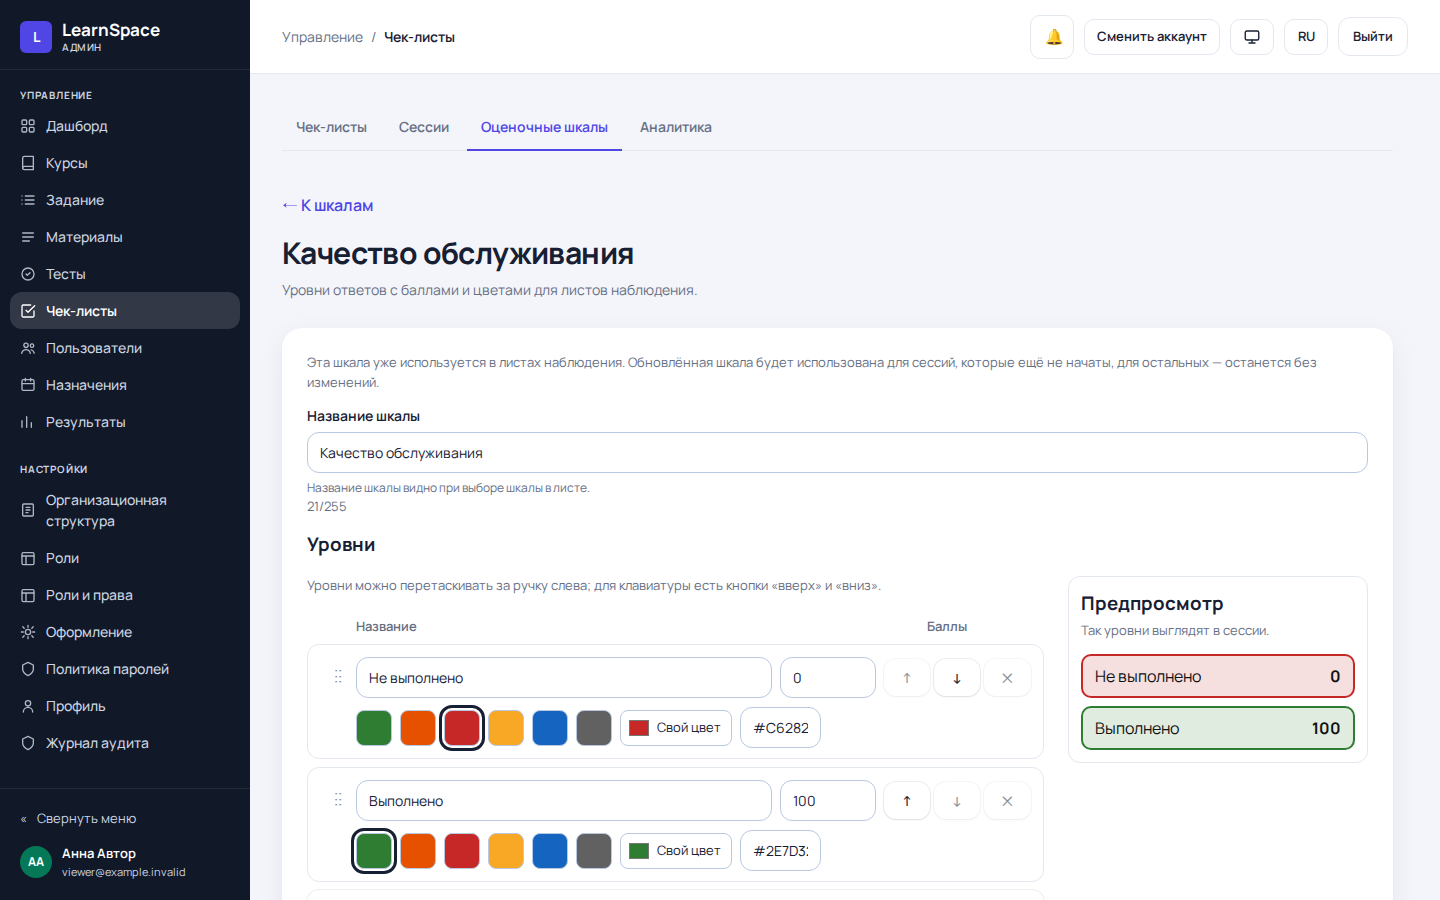 L
LearnSpace
АДМИН
УПРАВЛЕНИЕ
Дашборд
Курсы
Задание
Материалы
Тесты
Чек-листы
Пользователи
Назначения
Результаты
НАСТРОЙКИ
Организационная
структура
Роли
Роли и права
Оформление
Политика паролей
Профиль
Журнал аудита
« Свернуть меню
АА
Анна Автор
viewer@example.invalid
Управление / Чек-листы
Сменить аккаунт
RU
Выйти
Чек-листы
Сессии
Оценочные шкалы
Аналитика
← К шкалам
Качество обслуживания
Уровни ответов с баллами и цветами для листов наблюдения.
Эта шкала уже используется в листах наблюдения. Обновлённая шкала будет использована для сессий, которые ещё не начаты, для остальных — останется без
изменений.
Название шкалы
Качество обслуживания
Название шкалы видно при выборе шкалы в листе.
21/255
Уровни
Уровни можно перетаскивать за ручку слева; для клавиатуры есть кнопки «вверх» и «вниз».
Название
Баллы
Не выполнено
0
↑
↓
×
Свой цвет
#C6282
Выполнено
100
↑
↓
×
Свой цвет
#2E7D3
Предпросмотр
Так уровни выглядят в сессии.
Не выполнено
0
Выполнено
100